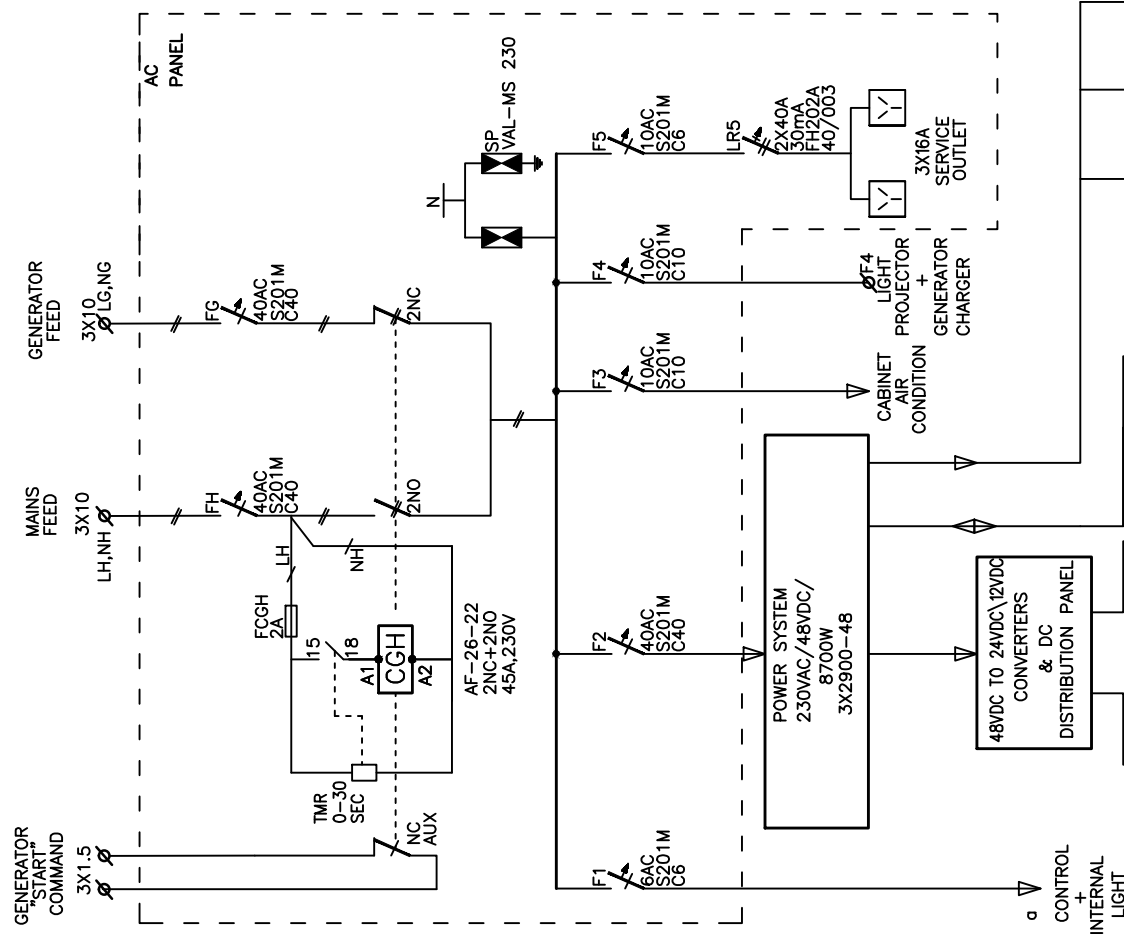 AC
PANEL
GENERATOR
FEED
3X10
LG,NG
FG
40AC
S201M
C40
2NC
MAINS
FEED
3X10
LH,NH
FH
40AC
S201M
C40
2NO
LH
NH
FCGH
2A
15
18
A1
CGH
A2
AF-26-22
2NC+2NO
45A,230V
TMR
0-30
SEC
GENERATOR
"START"
COMMAND
3X1.5
NC
AUX
N
SP
VAL-MS 230
F5
10AC
S201M
C6
LR5
2X40A
30mA
FH202A
40/003
3X16A
SERVICE
OUTLET
F4
10AC
S201M
C10
F4
LIGHT
PROJECTOR
+
GENERATOR
CHARGER
F3
10AC
S201M
C10
CABINET
AIR
CONDITION
F2
40AC
S201M
C40
POWER SYSTEM
230VAC/48VDC/
8700W
3X2900-48
48VDC TO 24VDC\12VDC
CONVERTERS
& DC
DISTRIBUTION PANEL
F1
6AC
S201M
C6
a
CONTROL
+
INTERNAL
LIGHT